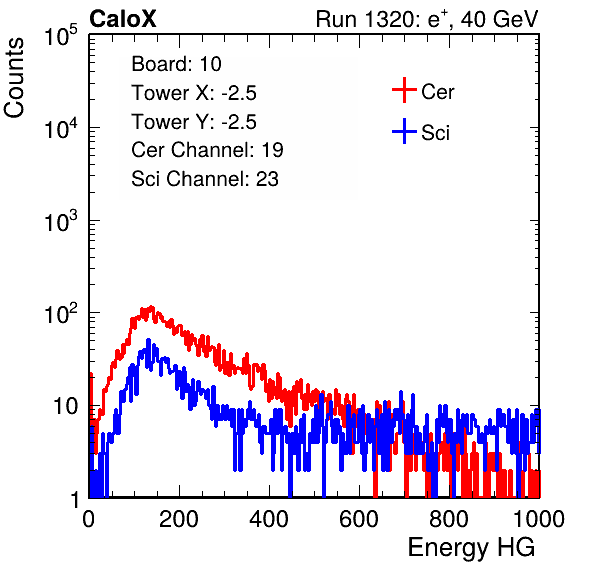 CaloX Run 1320: e⁺, 40 GeV
Board: 10
Tower X: -2.5
Tower Y: -2.5
Cer Channel: 19
Sci Channel: 23
Cer
Sci
Counts
10⁵
10⁴
10³
10²
10
1
0 200 400 600 800 1000
Energy HG